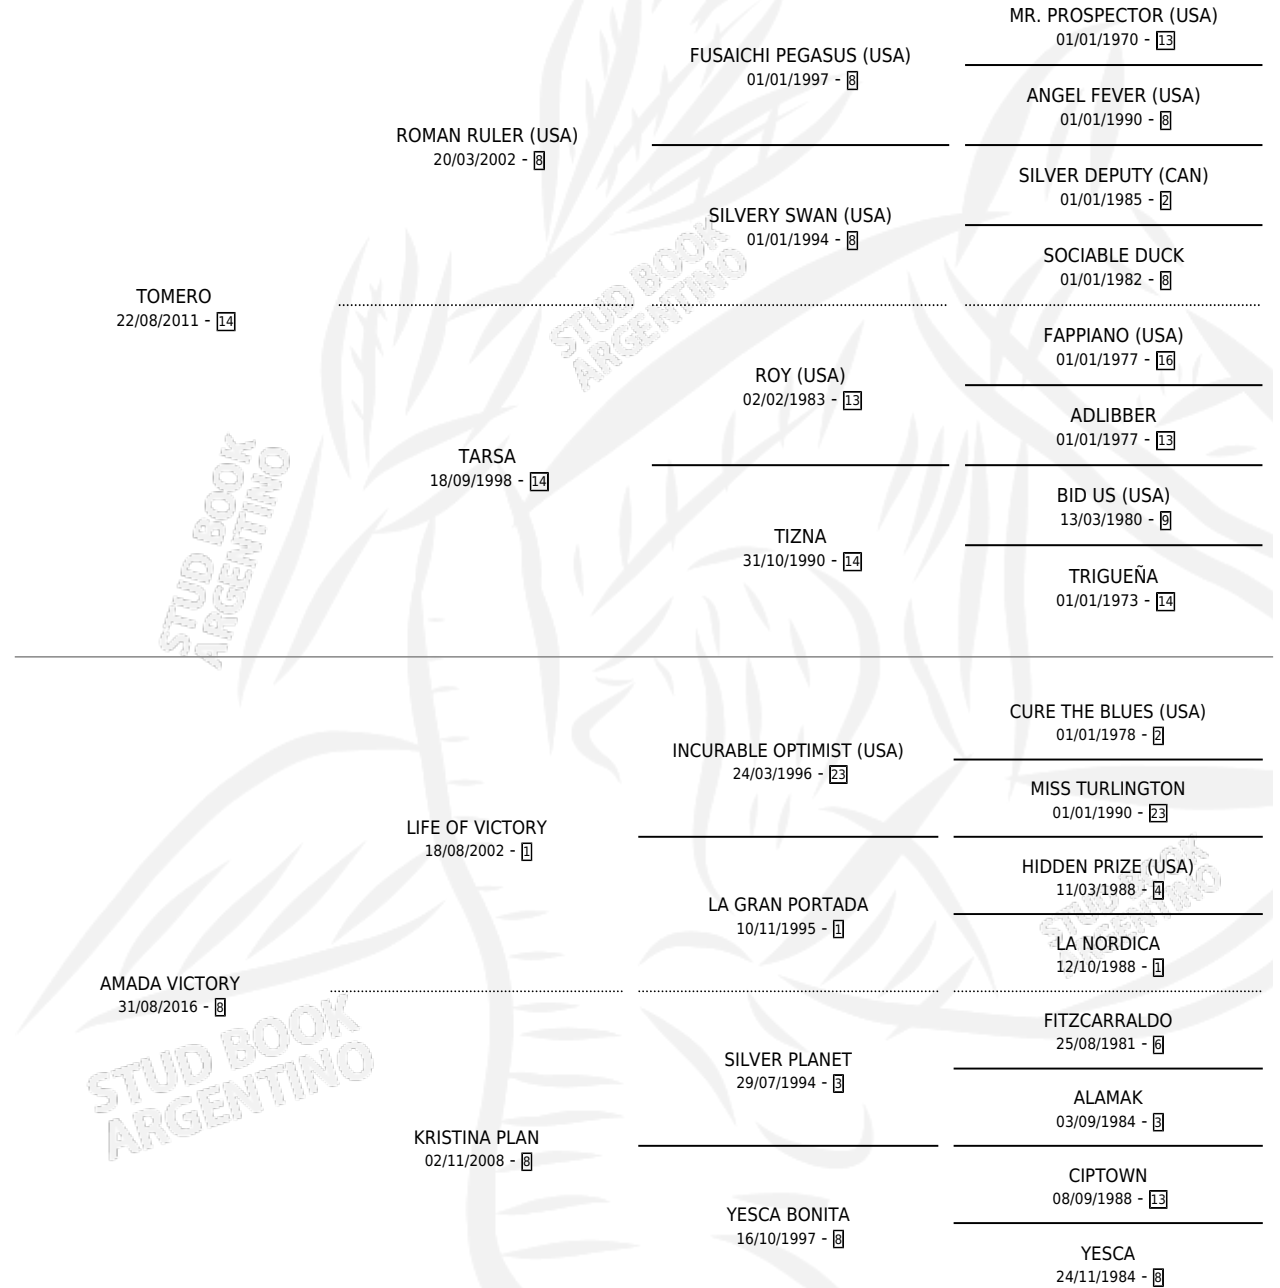 MR. PROSPECTOR (USA)
01/01/1970 - 13
FUSAICHI PEGASUS (USA)
01/01/1997 - 8
ANGEL FEVER (USA)
01/01/1990 - 8
ROMAN RULER (USA)
20/03/2002 - 8
SILVER DEPUTY (CAN)
01/01/1985 - 2
SILVERY SWAN (USA)
01/01/1994 - 8
SOCIABLE DUCK
01/01/1982 - 8
TOMERO
22/08/2011 - 14
FAPPIANO (USA)
01/01/1977 - 16
ROY (USA)
02/02/1983 - 13
ADLIBBER
01/01/1977 - 13
TARSA
18/09/1998 - 14
BID US (USA)
13/03/1980 - 9
TIZNA
31/10/1990 - 14
TRIGUEÑA
01/01/1973 - 14
CURE THE BLUES (USA)
01/01/1978 - 2
INCURABLE OPTIMIST (USA)
24/03/1996 - 23
MISS TURLINGTON
01/01/1990 - 23
LIFE OF VICTORY
18/08/2002 - 1
HIDDEN PRIZE (USA)
11/03/1988 - 4
LA GRAN PORTADA
10/11/1995 - 1
LA NORDICA
12/10/1988 - 1
AMADA VICTORY
31/08/2016 - 8
FITZCARRALDO
25/08/1981 - 6
SILVER PLANET
29/07/1994 - 3
ALAMAK
03/09/1984 - 3
KRISTINA PLAN
02/11/2008 - 8
CIPTOWN
08/09/1988 - 13
YESCA BONITA
16/10/1997 - 8
YESCA
24/11/1984 - 8
STUD BOOK
ARGENTINO
STUD BOOK
ARGENTINO
STUD BOOK
ARGENTINO
STUD BOOK
ARGENTINO